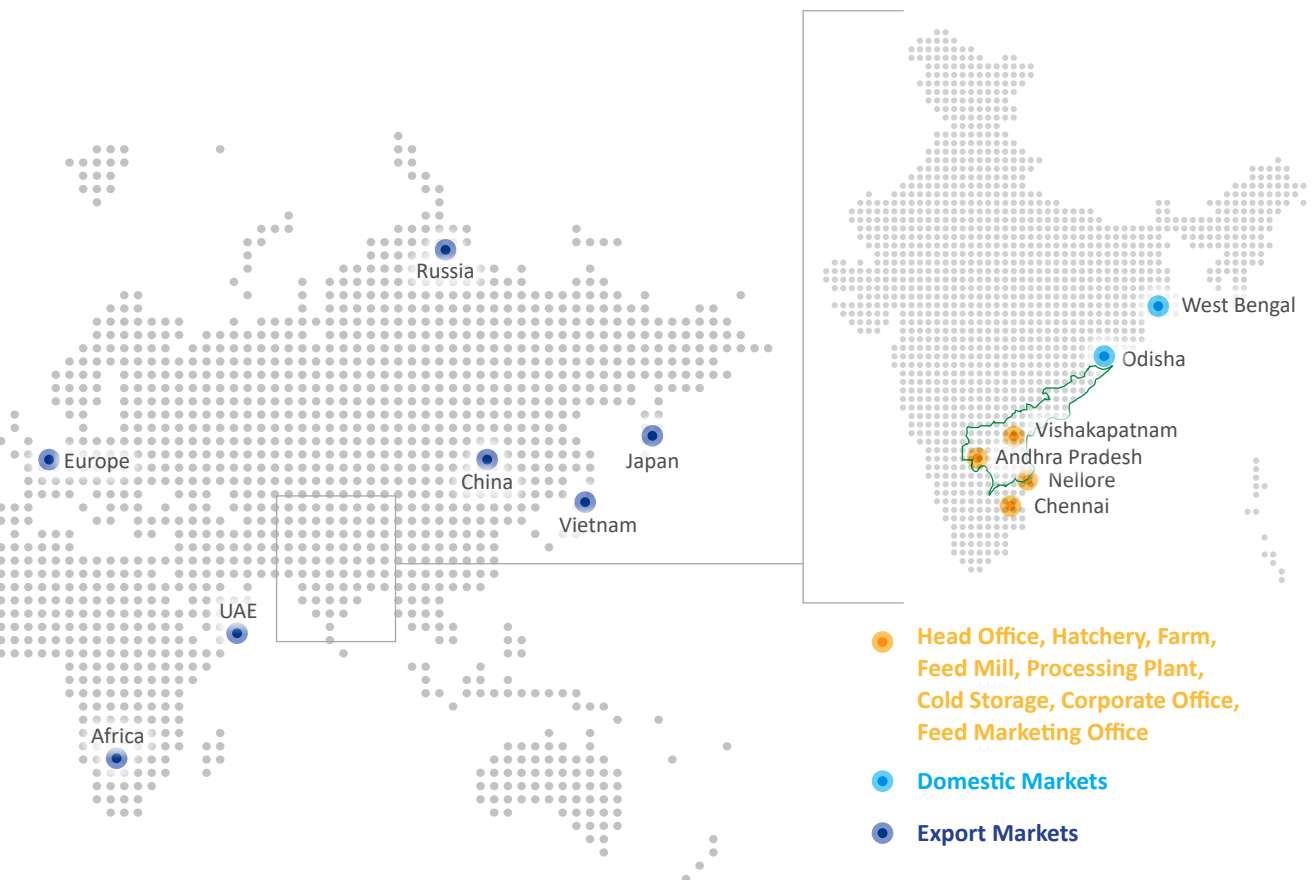 Russia
Europe
China
Japan
Vietnam
UAE
Africa
West Bengal
Odisha
Vishakapatnam
Andhra Pradesh
Nellore
Chennai
Head Office, Hatchery, Farm,
Feed Mill, Processing Plant,
Cold Storage, Corporate Office,
Feed Marketing Office
Domestic Markets
Export Markets